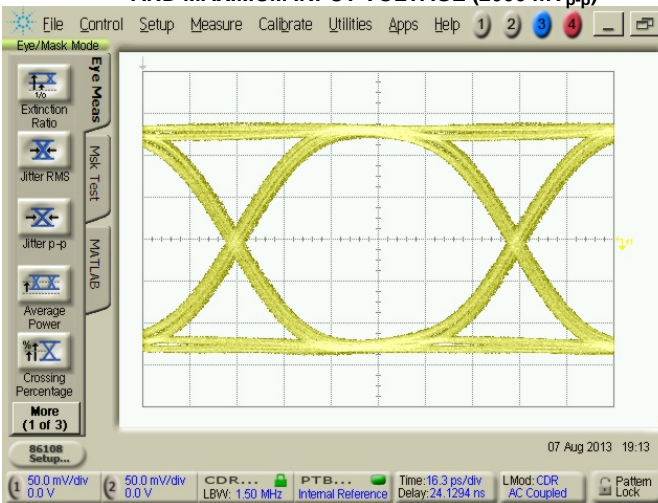 AND MAXIMUM INPUT VOLTAGE (2000 mVp-p)
File Control Setup Measure Calibrate Utilities Apps Help 1 2 3 4
Eye/Mask Mode
Eye Meas
Msk Test
MATLAB
1/0
Extinction
Ratio
Jitter RMS
Jitter p-p
Average
Power
%
Crossing
Percentage
More
(1 of 3)
86108
Setup...
07 Aug 2013 19:13
1 50.0 mV/div
0.0 V
2 50.0 mV/div
0.0 V
CDR...
LBW: 1.50 MHz
PTB...
Internal Reference
Time:16.3 ps/div
Delay:24.1294 ns
LMod: CDR
AC Coupled
Pattern
Lock